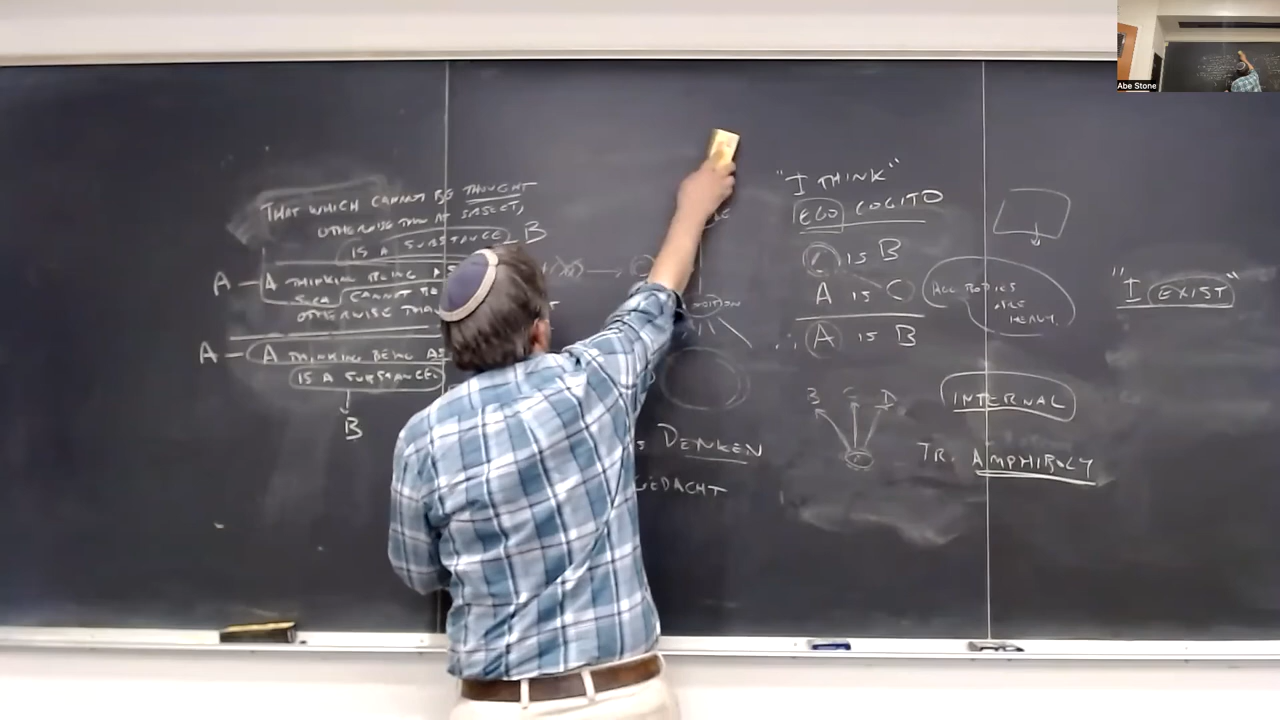 THAT WHICH CANNOT BE THOUGHT
OTHERWISE THAN AS SUBJECT,
IS A SUBSTANCE B
A — A THINKING BEING AS
SUCH CANNOT BE
OTHERWISE THAN
A — A THINKING BEING AS
IS A SUBSTANCE.
B
DENKEN
GEDACHT
"I THINK"
EGO COGITO
C IS B
A IS C
∴ A IS B
B C D
ALL BODIES
ARE
HEAVY.
INTERNAL
TR. AMPHIBOLY
"I EXIST"
Abe Stone